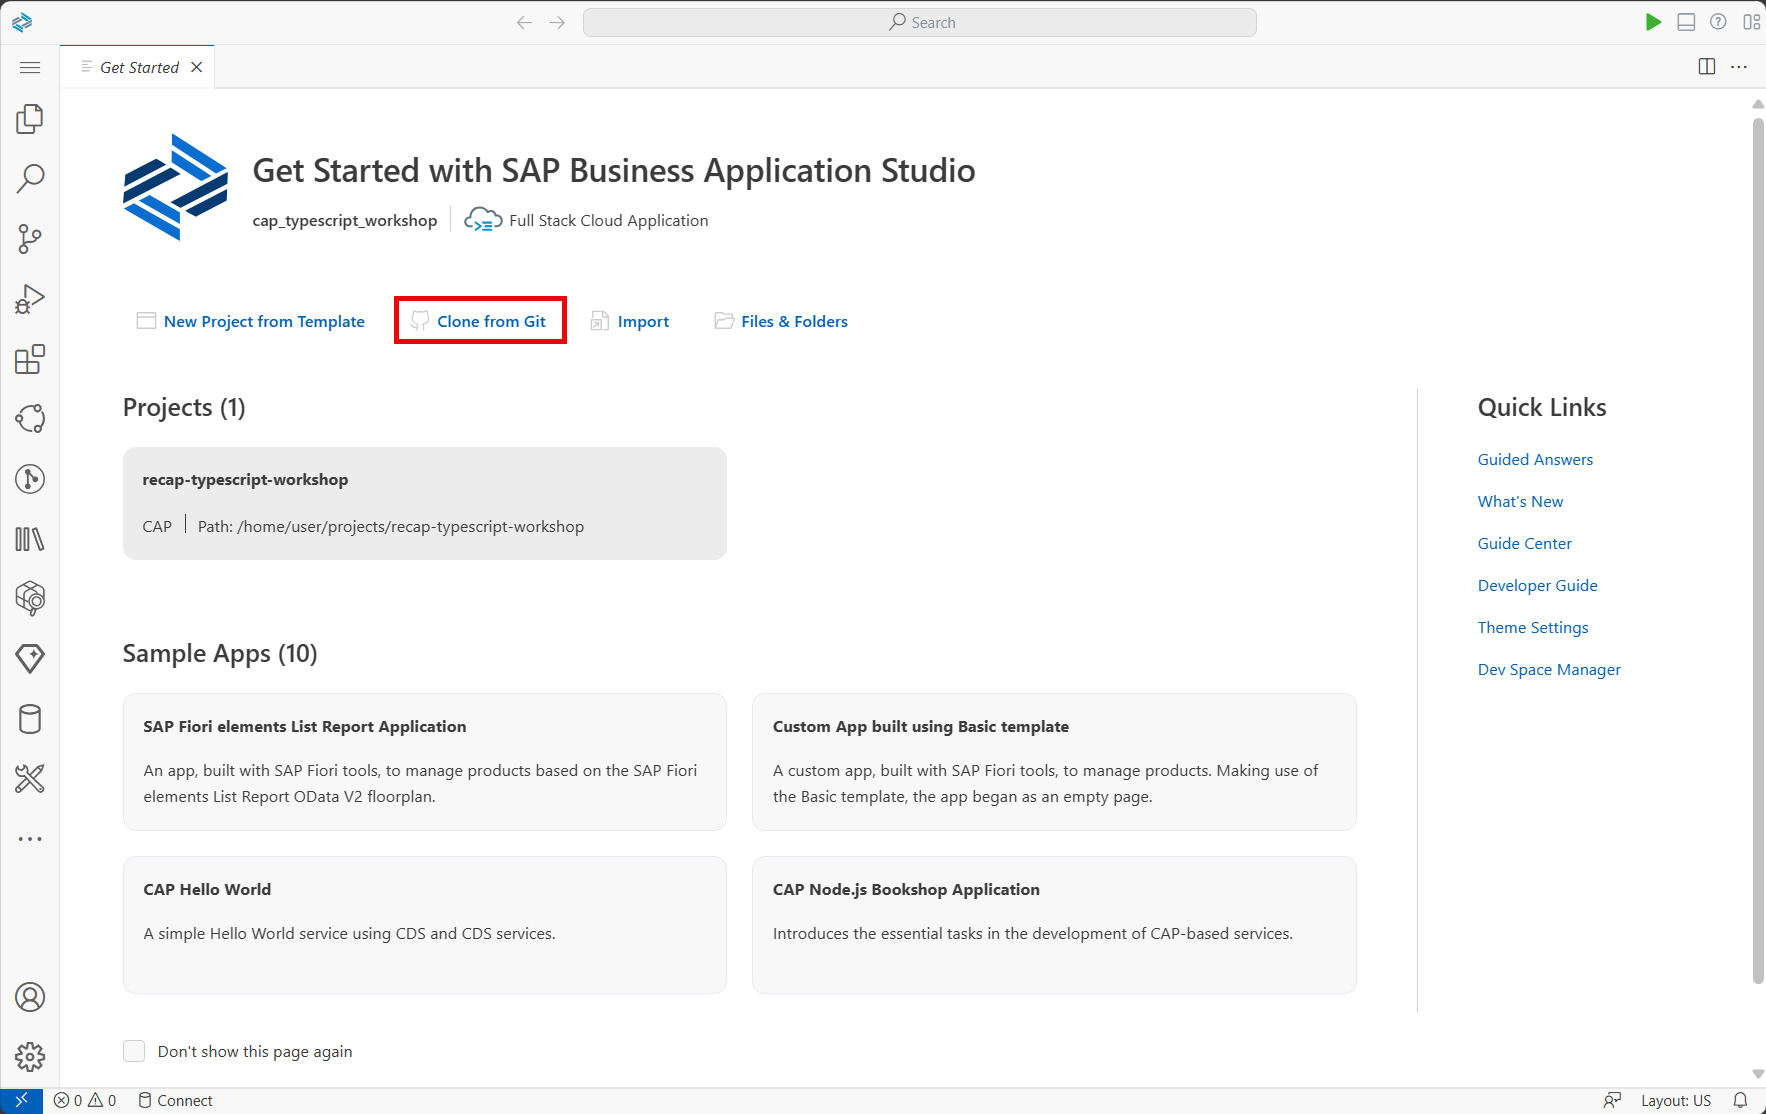 Search
Get Started
Get Started with SAP Business Application Studio
cap_typescript_workshop
Full Stack Cloud Application
New Project from Template
Clone from Git
Import
Files & Folders
Projects (1)
recap-typescript-workshop
CAP
Path: /home/user/projects/recap-typescript-workshop
Quick Links
Guided Answers
What's New
Guide Center
Developer Guide
Theme Settings
Dev Space Manager
Sample Apps (10)
SAP Fiori elements List Report Application
An app, built with SAP Fiori tools, to manage products based on the SAP Fiori
elements List Report OData V2 floorplan.
Custom App built using Basic template
A custom app, built with SAP Fiori tools, to manage products. Making use of
the Basic template, the app began as an empty page.
CAP Hello World
A simple Hello World service using CDS and CDS services.
CAP Node.js Bookshop Application
Introduces the essential tasks in the development of CAP-based services.
Don't show this page again
0
0
Connect
Layout: US